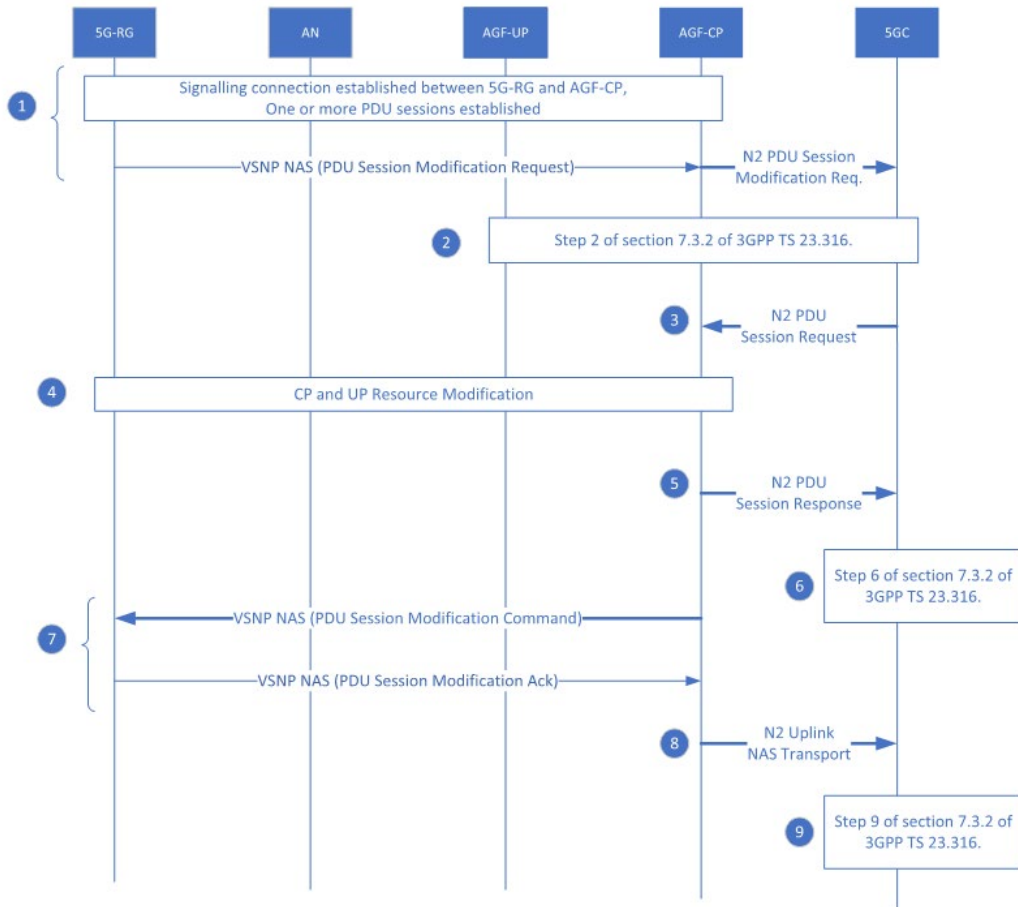 5G-RG
AN
AGF-UP
AGF-CP
5GC
1
Signalling connection established between 5G-RG and AGF-CP,
One or more PDU sessions established
VSNP NAS (PDU Session Modification Request)
N2 PDU Session
Modification Req.
2
Step 2 of section 7.3.2 of 3GPP TS 23.316.
3
N2 PDU
Session Request
4
CP and UP Resource Modification
5
N2 PDU
Session Response
6
Step 6 of section 7.3.2 of
3GPP TS 23.316.
7
VSNP NAS (PDU Session Modification Command)
VSNP NAS (PDU Session Modification Ack)
8
N2 Uplink
NAS Transport
9
Step 9 of section 7.3.2 of
3GPP TS 23.316.